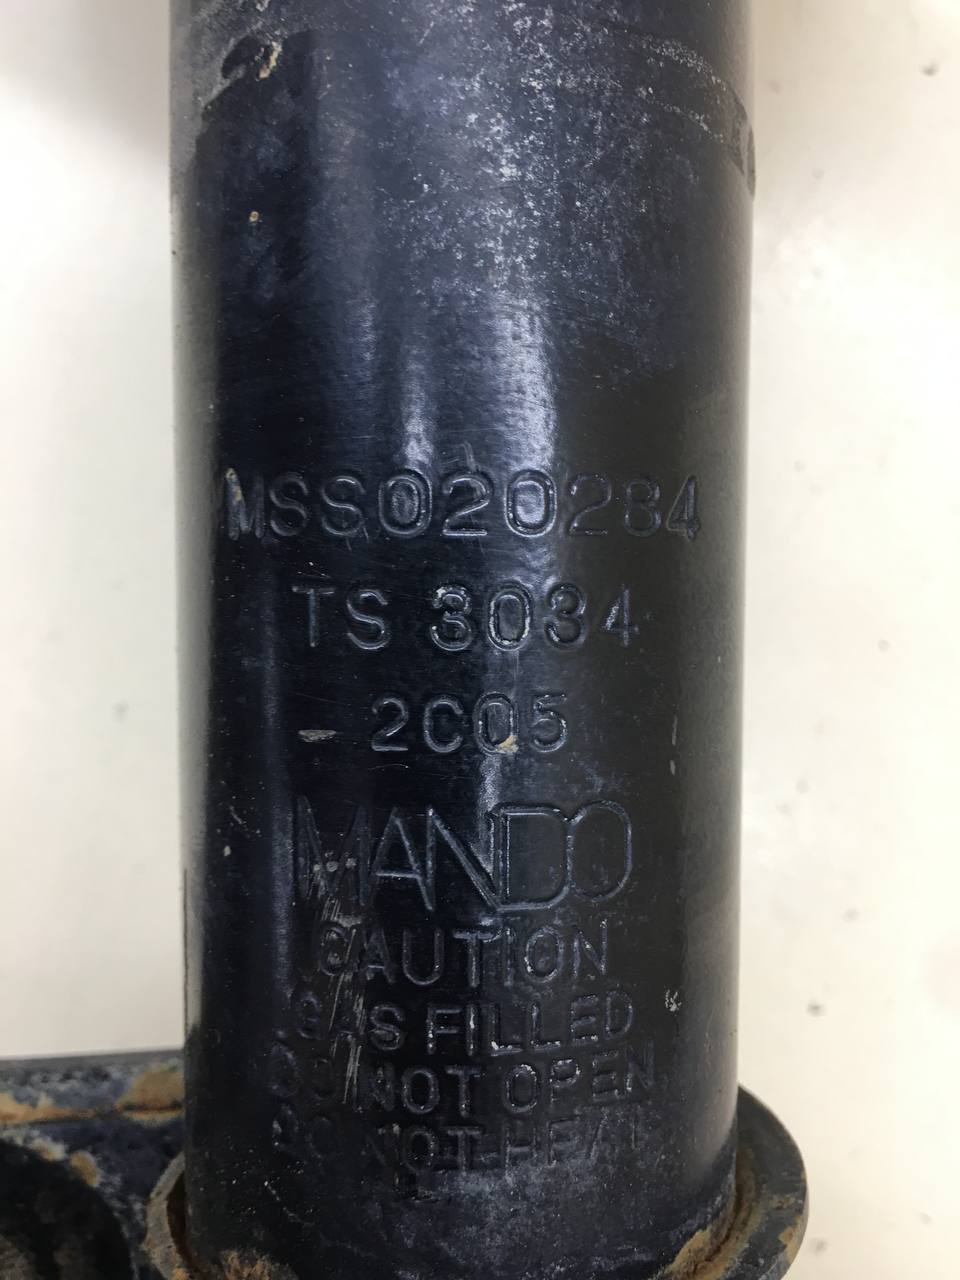 MSS020284
TS 3034
2C05
MANDO
CAUTION
GAS FILLED
DO NOT OPEN
DO NOT HEAT